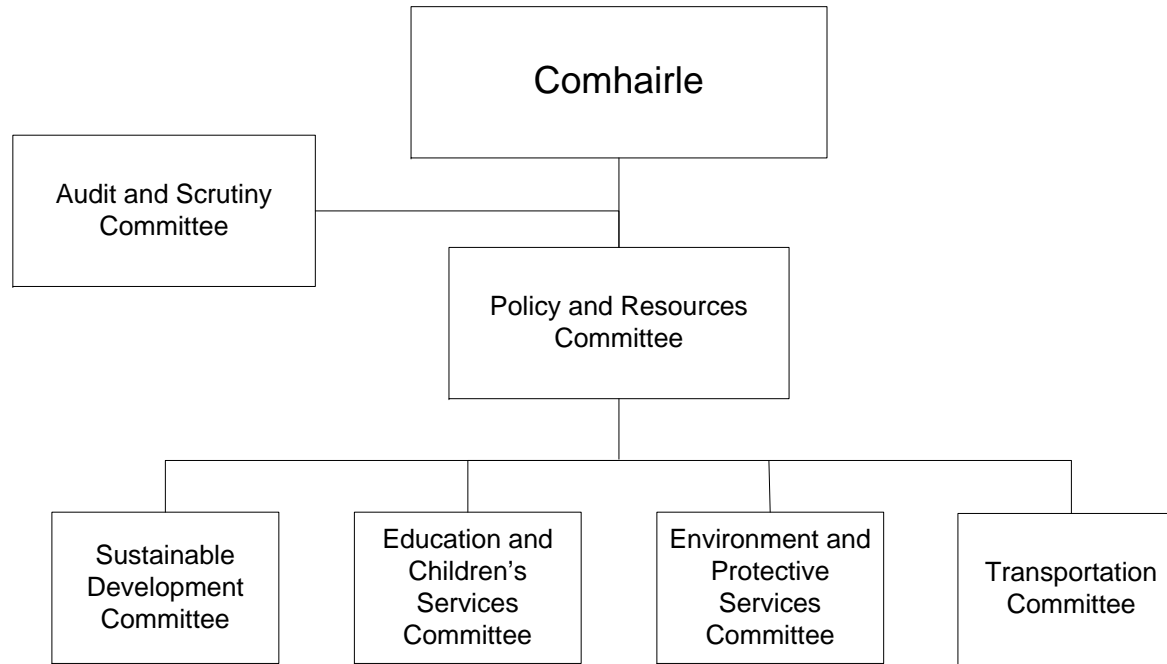 Comhairle
Audit and Scrutiny
Committee
Policy and Resources
Committee
Sustainable
Development
Committee
Education and
Children's
Services
Committee
Environment and
Protective
Services
Committee
Transportation
Committee